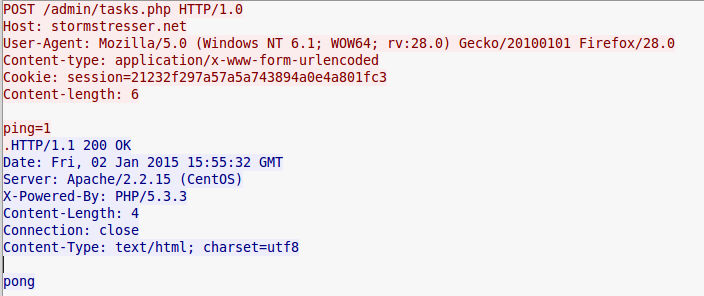 POST /admin/tasks.php HTTP/1.0
Host: stormstresser.net
User-Agent: Mozilla/5.0 (Windows NT 6.1; WOW64; rv:28.0) Gecko/20100101 Firefox/28.0
Content-type: application/x-www-form-urlencoded
Cookie: session=21232f297a57a5a743894a0e4a801fc3
Content-length: 6
ping=1
.HTTP/1.1 200 OK
Date: Fri, 02 Jan 2015 15:55:32 GMT
Server: Apache/2.2.15 (CentOS)
X-Powered-By: PHP/5.3.3
Content-Length: 4
Connection: close
Content-Type: text/html; charset=utf8
pong